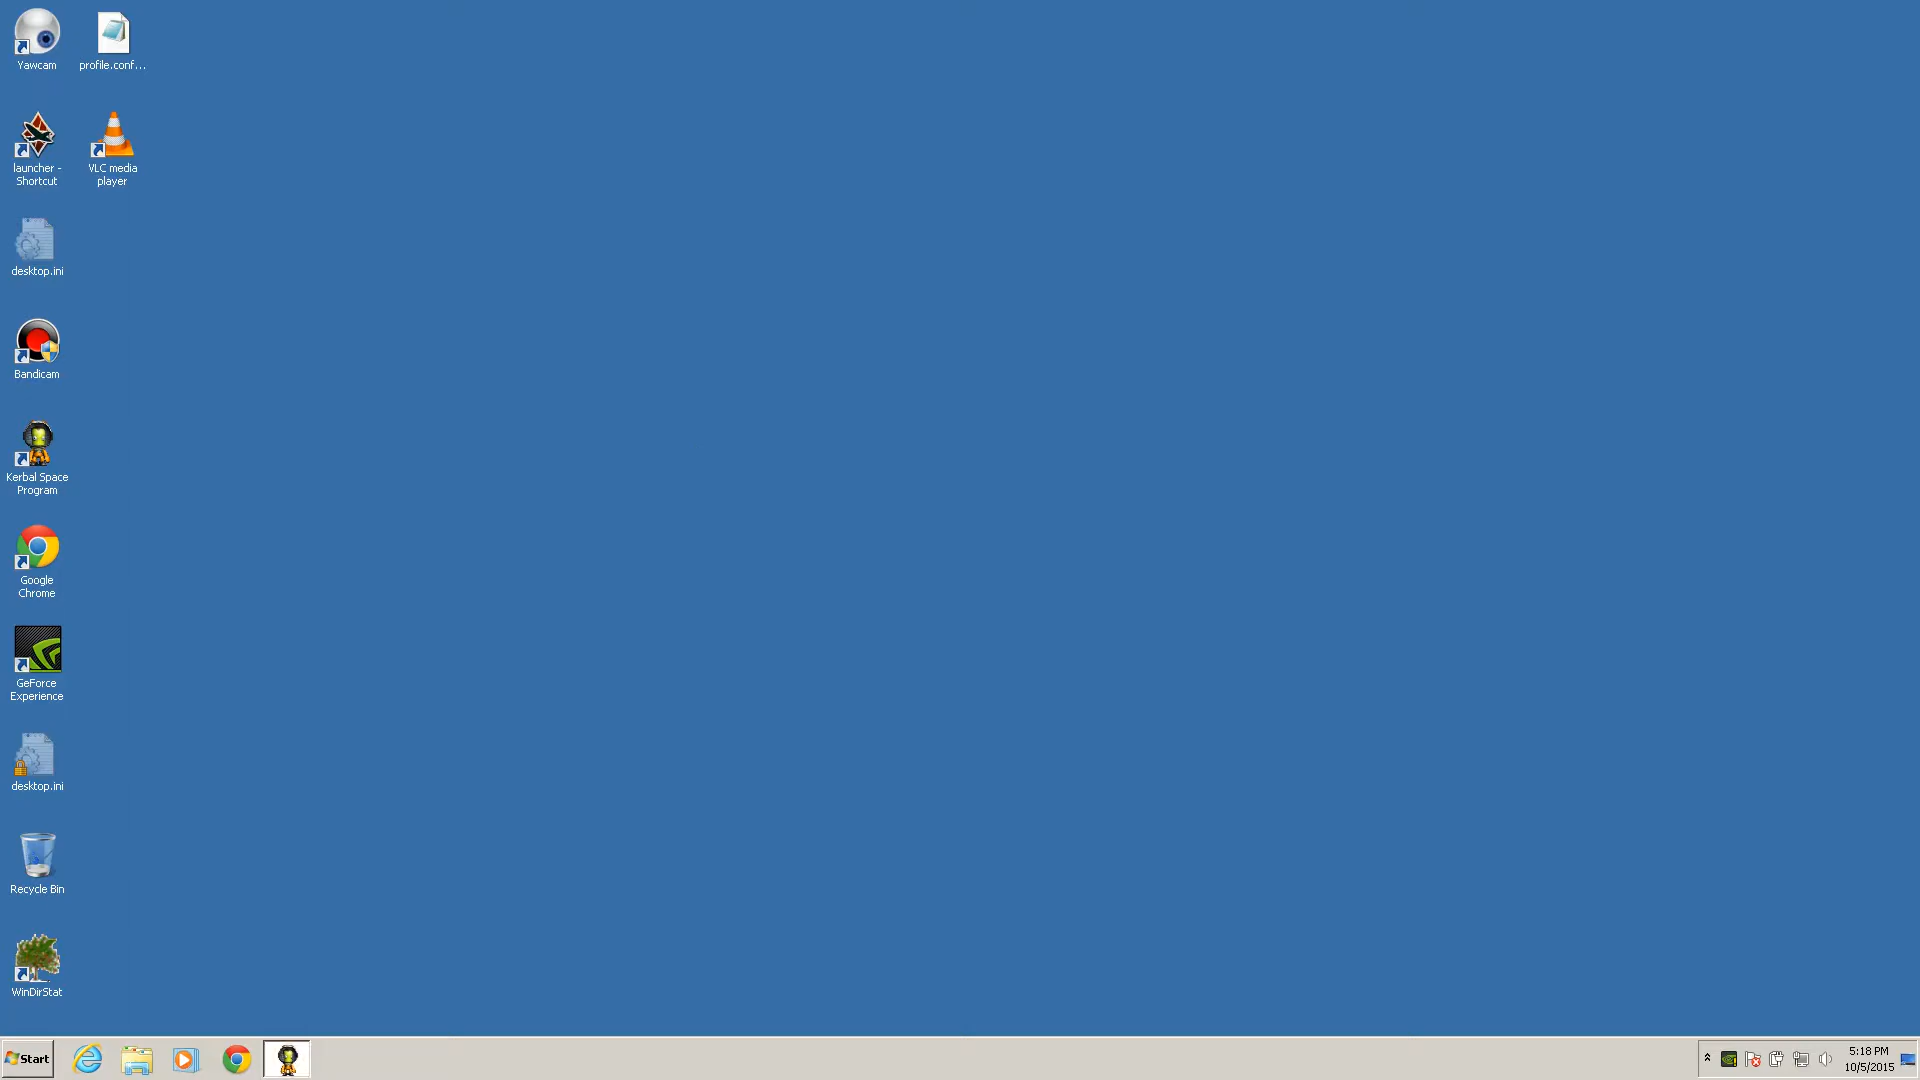 Yawcam
profile.conf...
launcher -
Shortcut
VLC media
player
desktop.ini
Bandicam
Kerbal Space
Program
Google
Chrome
GeForce
Experience
desktop.ini
Recycle Bin
WinDirStat
Start
5:18 PM
10/5/2015